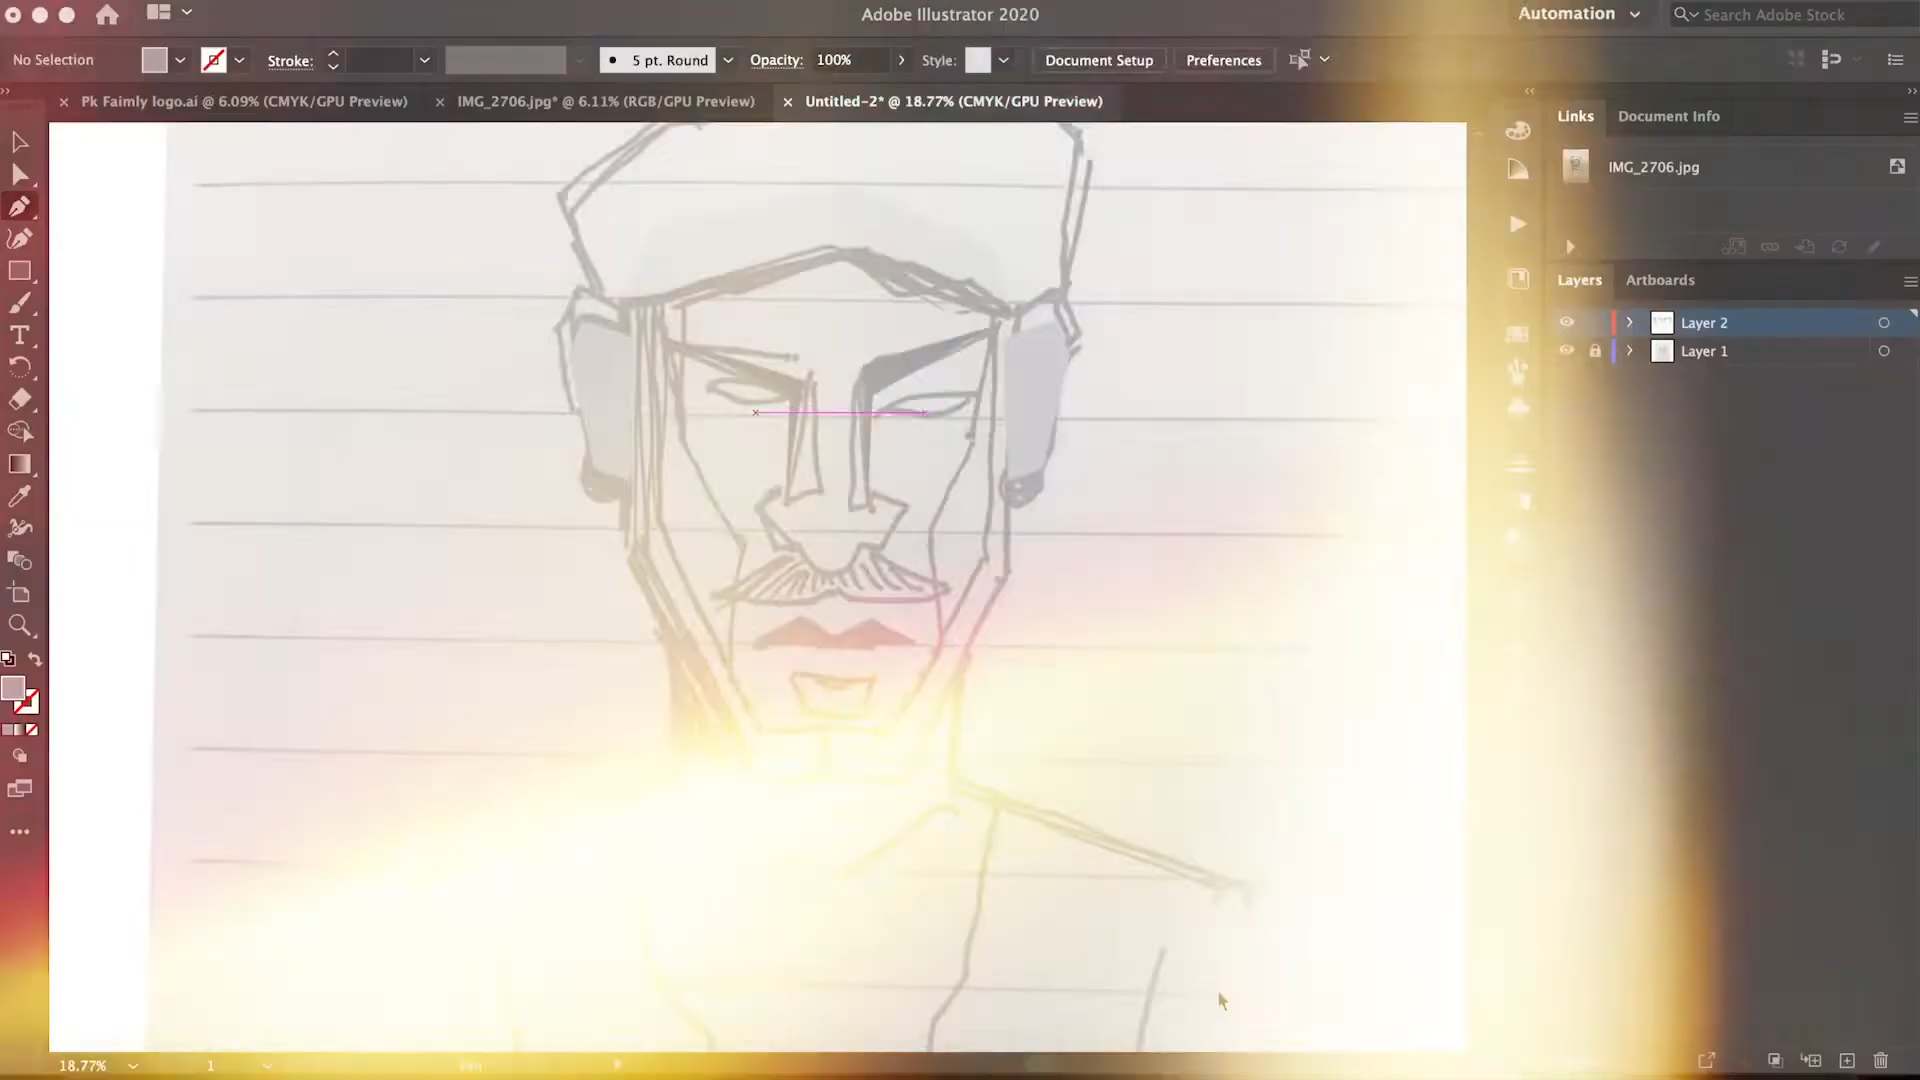 Adobe Illustrator 2020
Automation
Search Adobe Stock
No Selection
Stroke:
5 pt. Round
Opacity: 100%
Style:
Document Setup
Preferences
Pk Faimly logo.ai @ 6.09% (CMYK/GPU Preview)
IMG_2706.jpg* @ 6.11% (RGB/GPU Preview)
Untitled-2* @ 18.77% (CMYK/GPU Preview)
Links
Document Info
IMG_2706.jpg
Layers
Artboards
Layer 2
Layer 1
18.77%
1